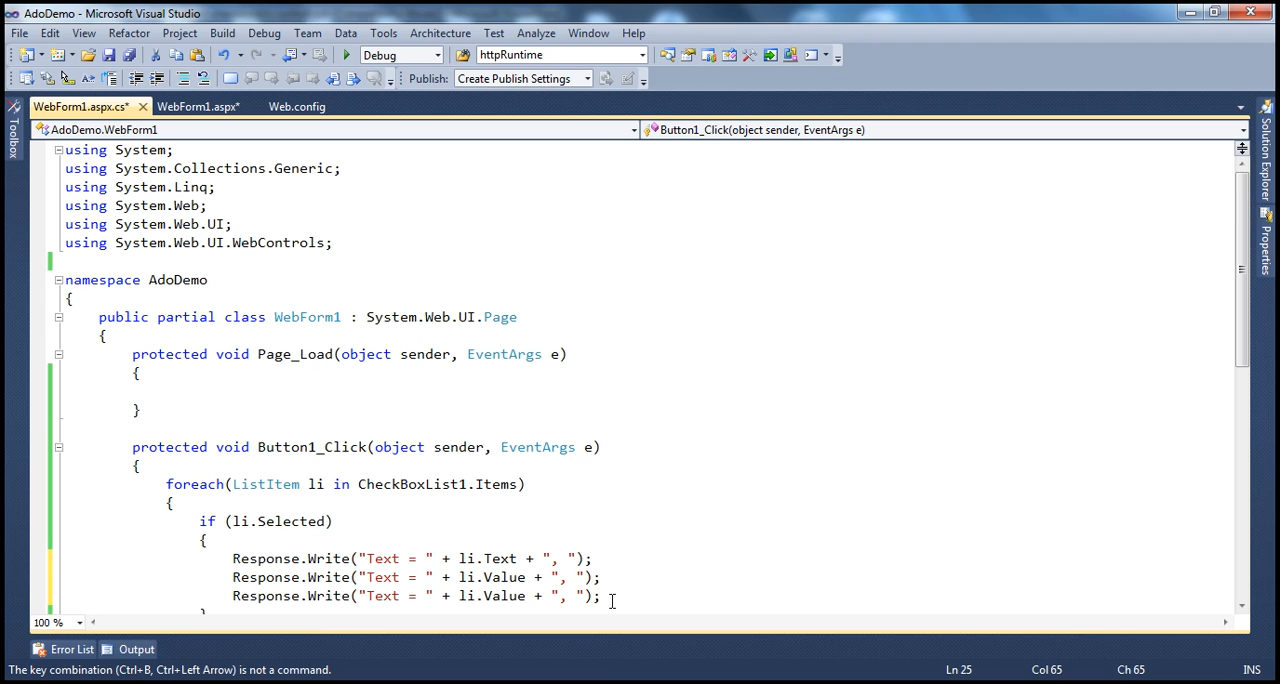 AdoDemo - Microsoft Visual Studio
File Edit View Refactor Project Build Debug Team Data Tools Architecture Test Analyze Window Help
Debug httpRuntime
Publish: Create Publish Settings
WebForm1.aspx.cs* WebForm1.aspx* Web.config
AdoDemo.WebForm1 Button1_Click(object sender, EventArgs e)
Toolbox
Solution Explorer
Properties
using System;
using System.Collections.Generic;
using System.Linq;
using System.Web;
using System.Web.UI;
using System.Web.UI.WebControls;
namespace AdoDemo
{
public partial class WebForm1 : System.Web.UI.Page
{
protected void Page_Load(object sender, EventArgs e)
{
}
protected void Button1_Click(object sender, EventArgs e)
{
foreach(ListItem li in CheckBoxList1.Items)
{
if (li.Selected)
{
Response.Write("Text = " + li.Text + ", ");
Response.Write("Text = " + li.Value + ", ");
Response.Write("Text = " + li.Value + ", ");
}
100 %
Error List Output
The key combination (Ctrl+B, Ctrl+Left Arrow) is not a command. Ln 25 Col 65 Ch 65 INS